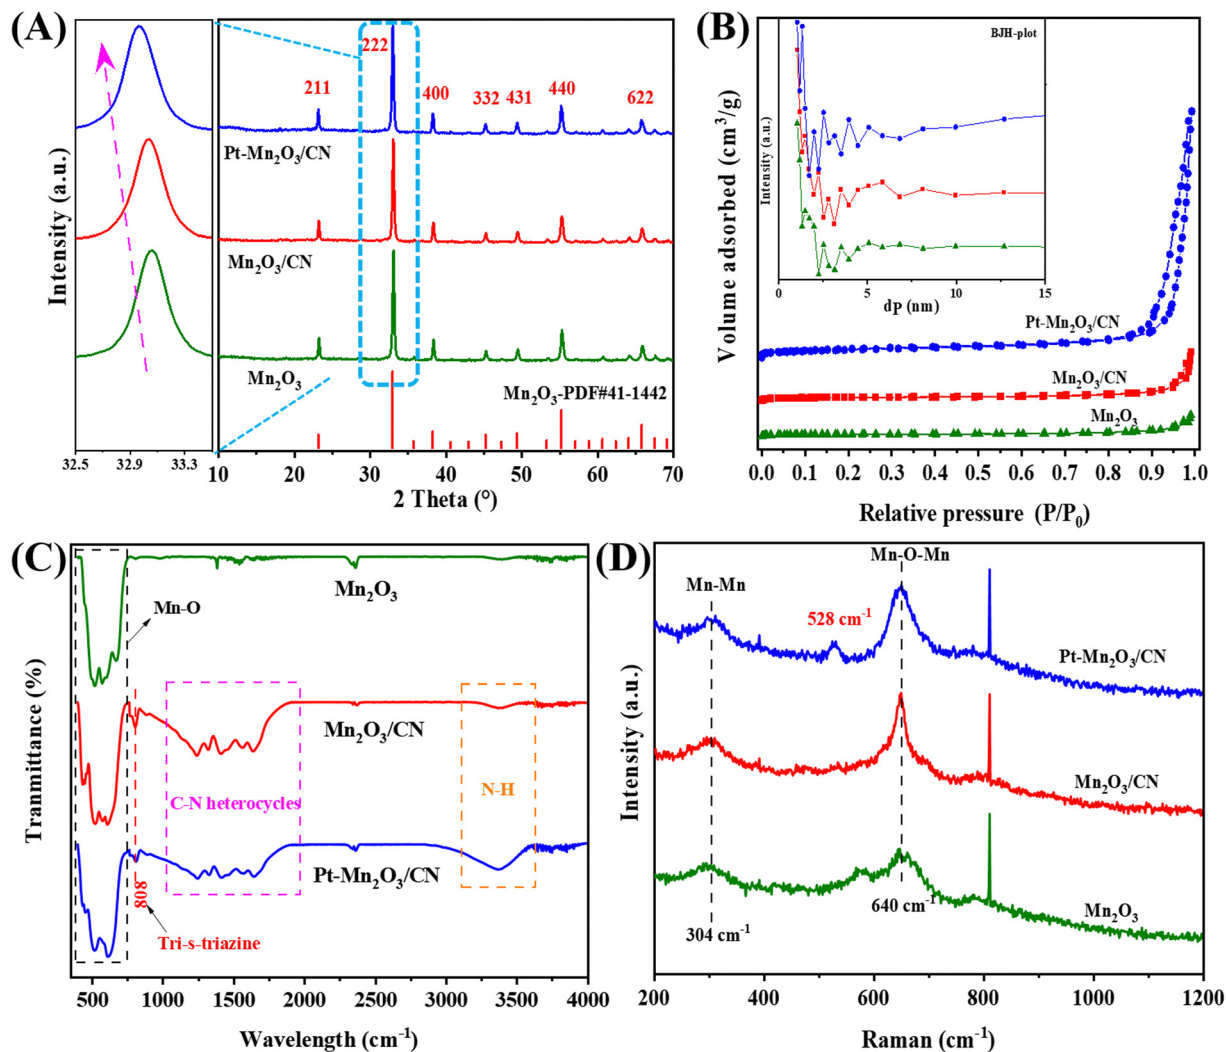 (A)
Intensity (a.u.)
222
211
400
332
431
440
622
Pt-Mn₂O₃/CN
Mn₂O₃/CN
Mn₂O₃
Mn₂O₃-PDF#41-1442
32.5 32.9 33.3
10 20 30 40 50 60 70
2 Theta (°)
(B)
Volume adsorbed (cm³/g)
BJH-plot
Intensity (a.u.)
0 5 10 15
dP (nm)
Pt-Mn₂O₃/CN
Mn₂O₃/CN
Mn₂O₃
0.0 0.1 0.2 0.3 0.4 0.5 0.6 0.7 0.8 0.9 1.0
Relative pressure (P/P₀)
(C)
Tranmittance (%)
Mn₂O₃
Mn-O
Mn₂O₃/CN
C-N heterocycles
N-H
Pt-Mn₂O₃/CN
808
Tri-s-triazine
500 1000 1500 2000 2500 3000 3500 4000
Wavelength (cm⁻¹)
(D)
Intensity (a.u.)
Mn-O-Mn
Mn-Mn
528 cm⁻¹
Pt-Mn₂O₃/CN
Mn₂O₃/CN
640 cm⁻¹
Mn₂O₃
304 cm⁻¹
200 400 600 800 1000 1200
Raman (cm⁻¹)